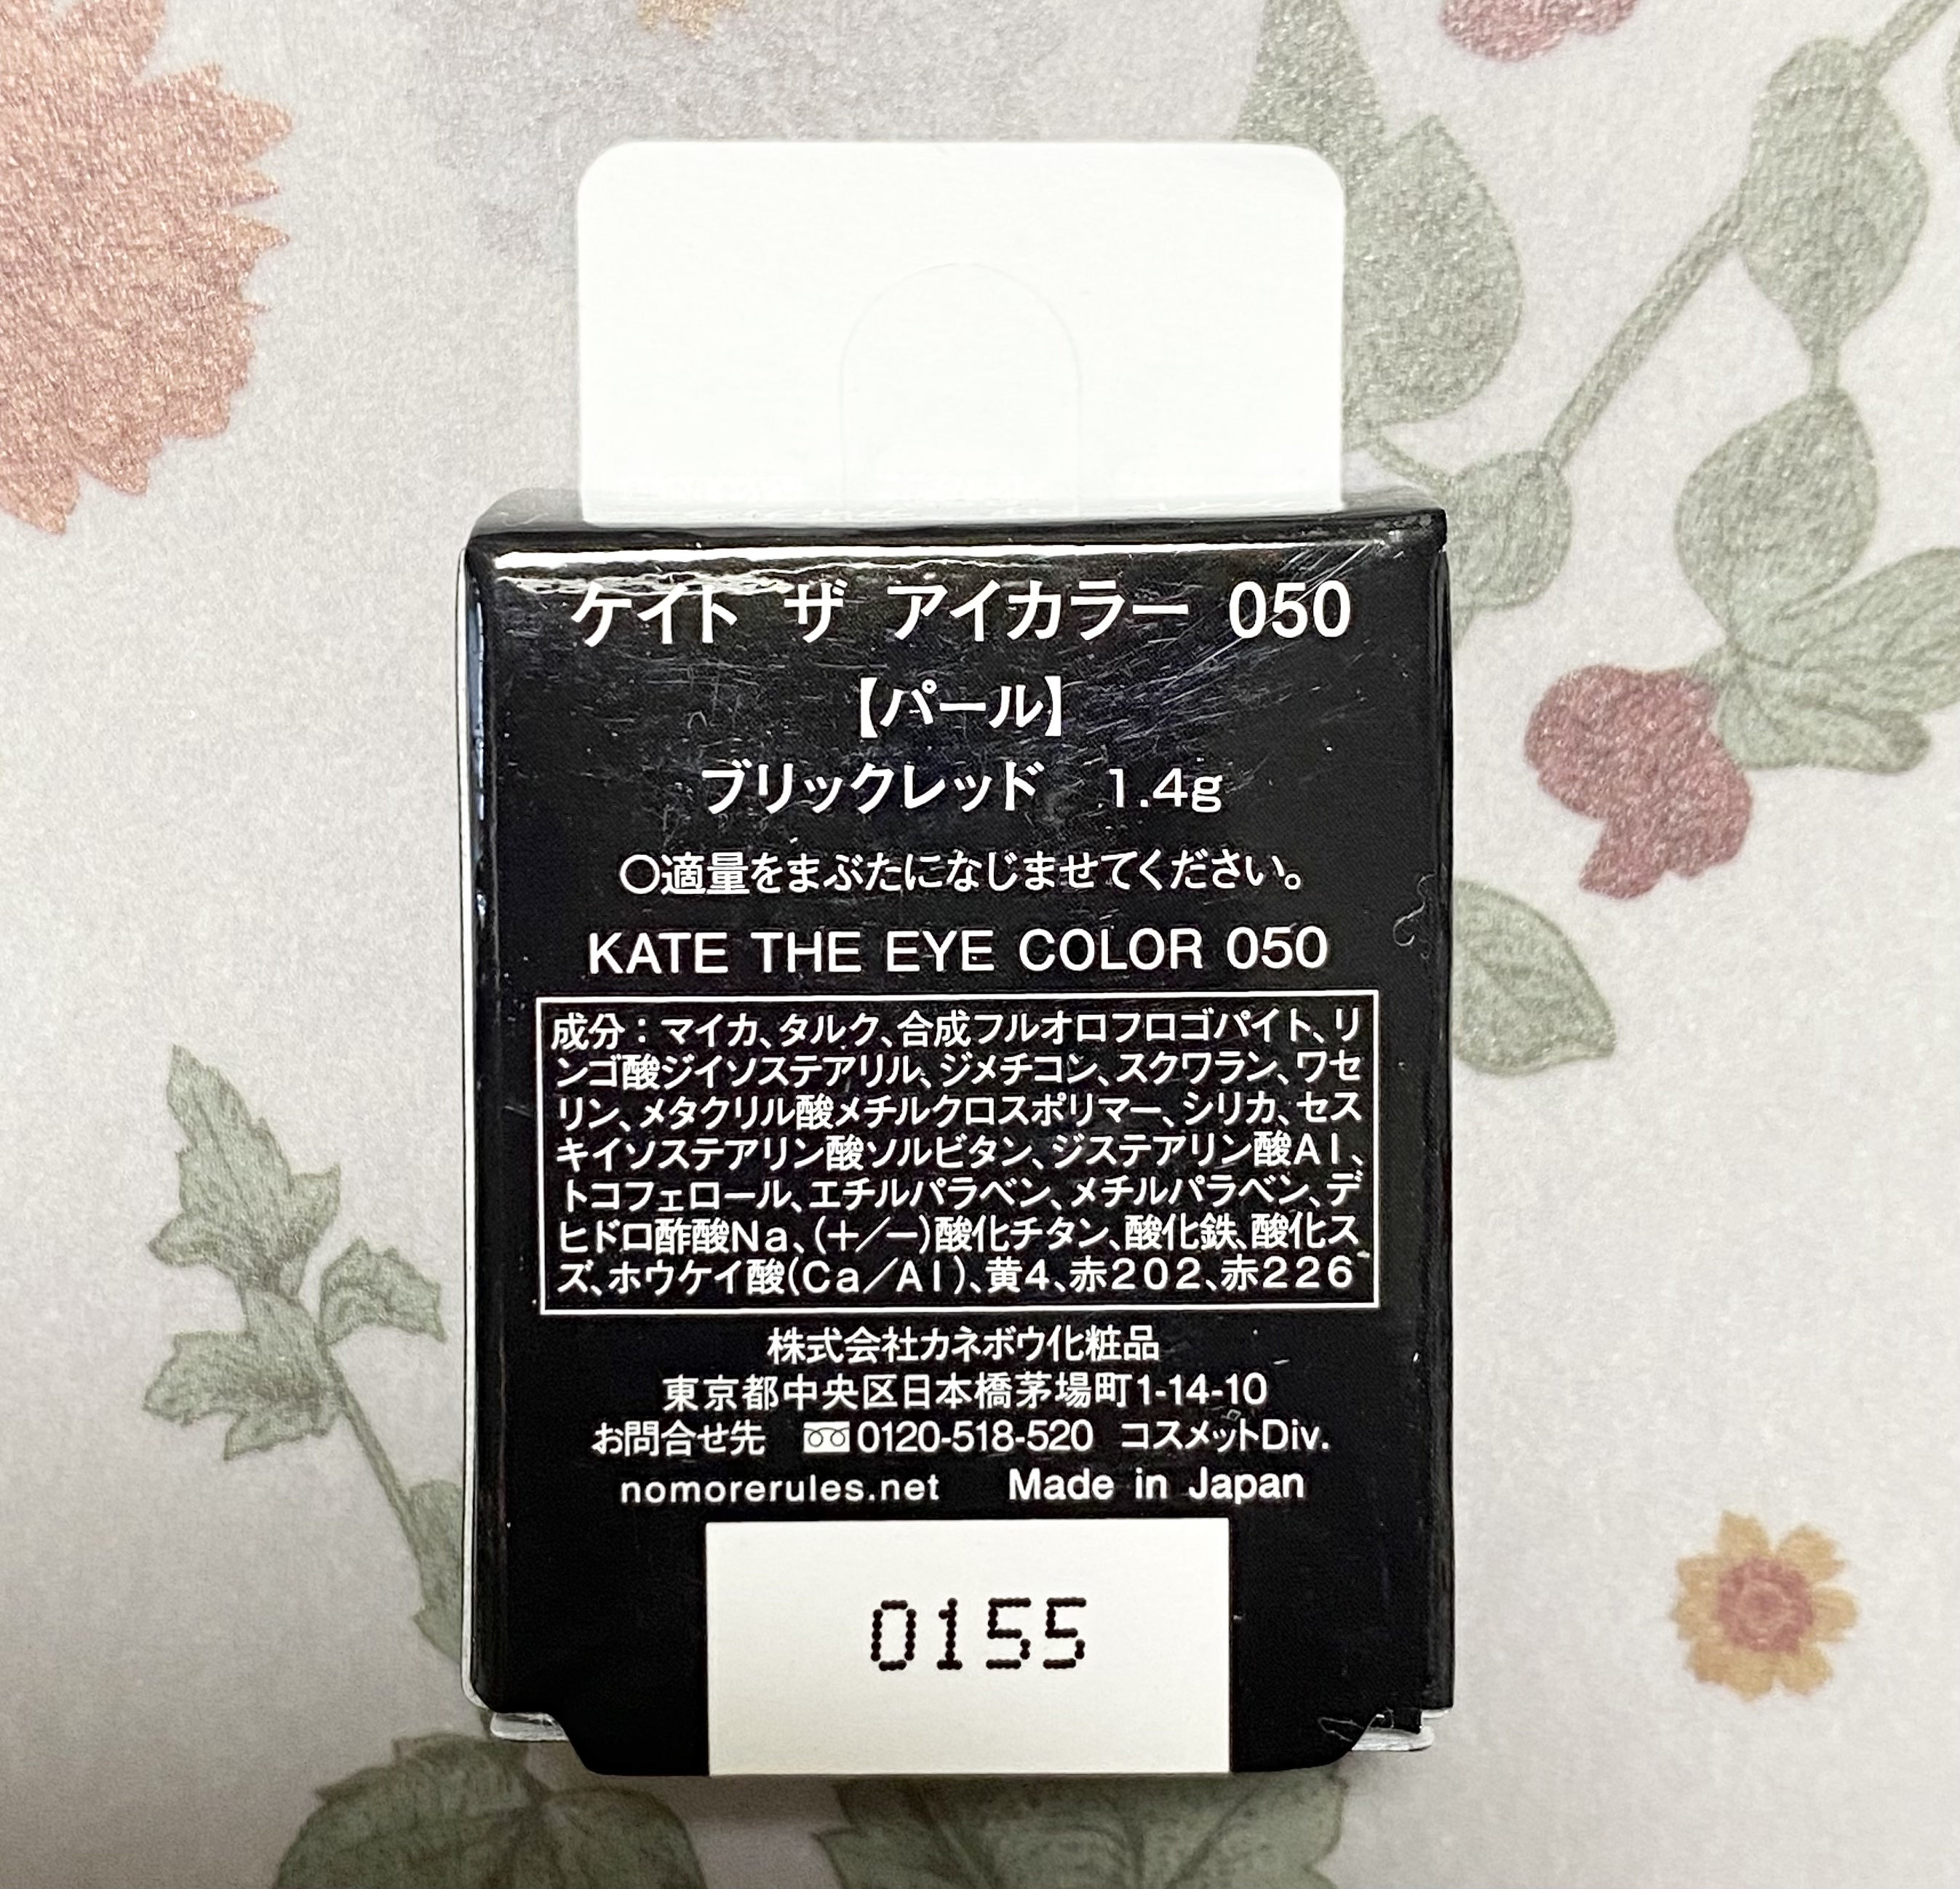 ケイト ザ アイカラー 050
【パール】
ブリックレッド 1.4g
○適量をまぶたになじませてください。
KATE THE EYE COLOR 050
成分：マイカ、タルク、合成フルオロフロゴパイト、リ
ンゴ酸ジイソステアリル、ジメチコン、スクワラン、ワセ
リン、メタクリル酸メチルクロスポリマー、シリカ、セス
キイソステアリン酸ソルビタン、ジステアリン酸Al、
トコフェロール、エチルパラベン、メチルパラベン、デ
ヒドロ酢酸Na、(＋／－)酸化チタン、酸化鉄、酸化ス
ズ、ホウケイ酸(Ca／Al)、黄4、赤202、赤226
株式会社カネボウ化粧品
東京都中央区日本橋茅場町1-14-10
お問合せ先 0120-518-520 コスメットDiv.
nomorerules.net Made in Japan
0155